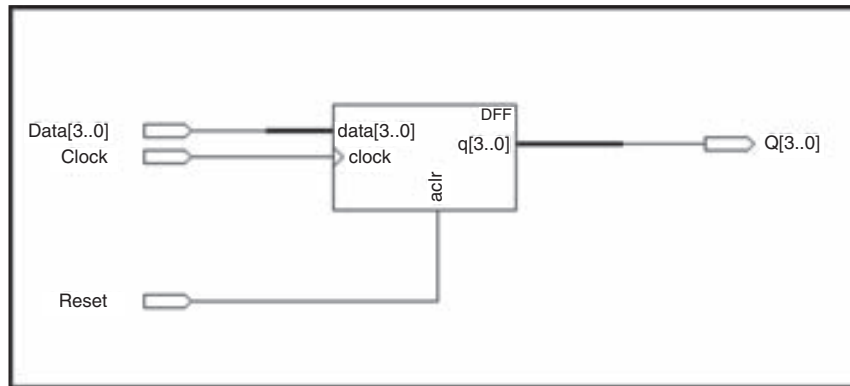 DFF
Data[3..0]
data[3..0]
q[3..0]
Q[3..0]
Clock
clock
aclr
Reset